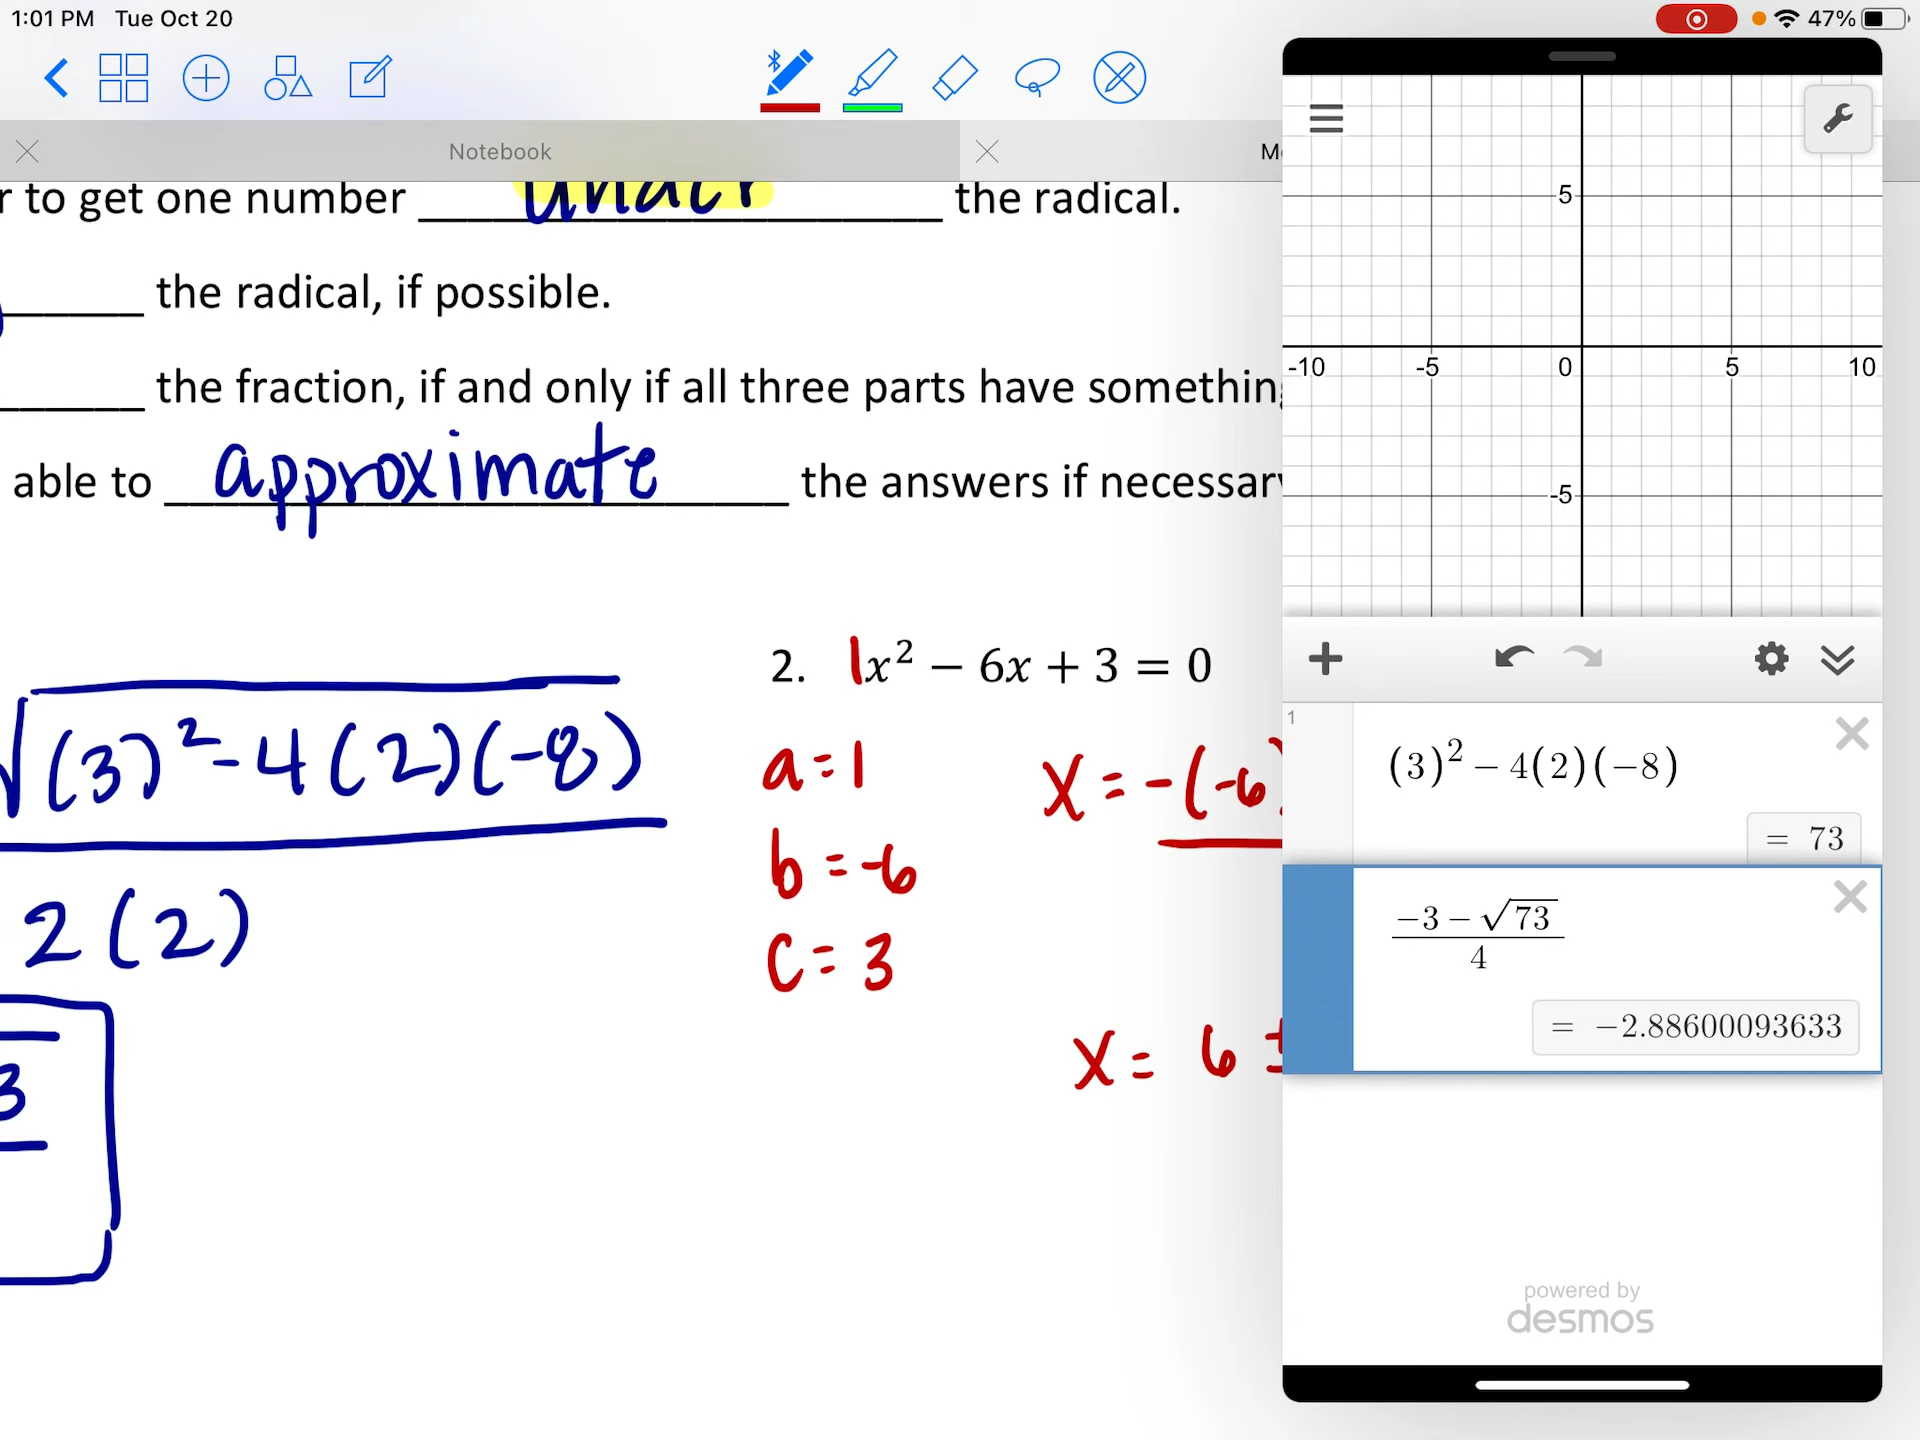 1:01 PM Tue Oct 20
47%
Notebook
r to get one number under the radical.
the radical, if possible.
the fraction, if and only if all three parts have somethin
able to approximate the answers if necessar
√(3)²-4(2)(-8)
2(2)
3
2. 1x² − 6x + 3 = 0
a=1
b=-6
c=3
x=-(-6)
x= 6 ±
5
-10 -5 0 5 10
-5
1
(3)² − 4(2)(−8)
= 73
−3 − √73
4
= −2.88600093633
powered by
desmos